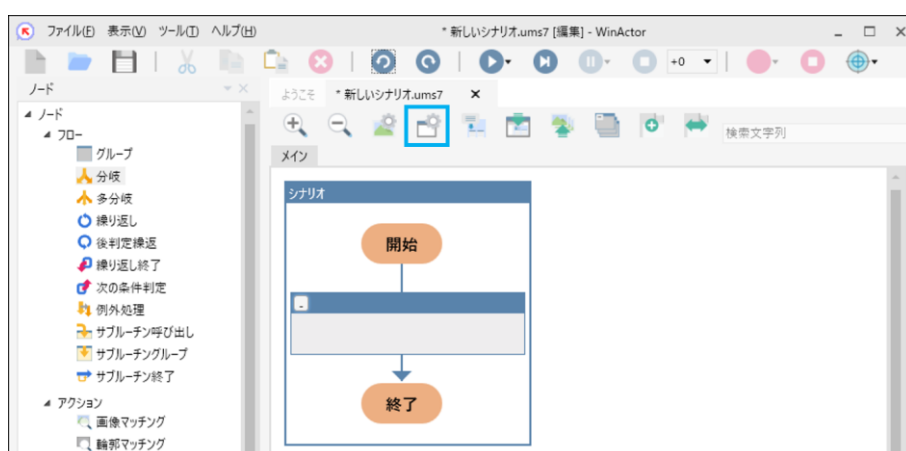 ファイル(F) 表示(V) ツール(T) ヘルプ(H) * 新しいシナリオ.ums7 [編集] - WinActor
+0
ノード
ようこそ * 新しいシナリオ.ums7
ノード
フロー
グループ
分岐
多分岐
繰り返し
後判定繰返
繰り返し終了
次の条件判定
例外処理
サブルーチン呼び出し
サブルーチングループ
サブルーチン終了
アクション
画像マッチング
輪郭マッチング
検索文字列
メイン
シナリオ
開始
終了